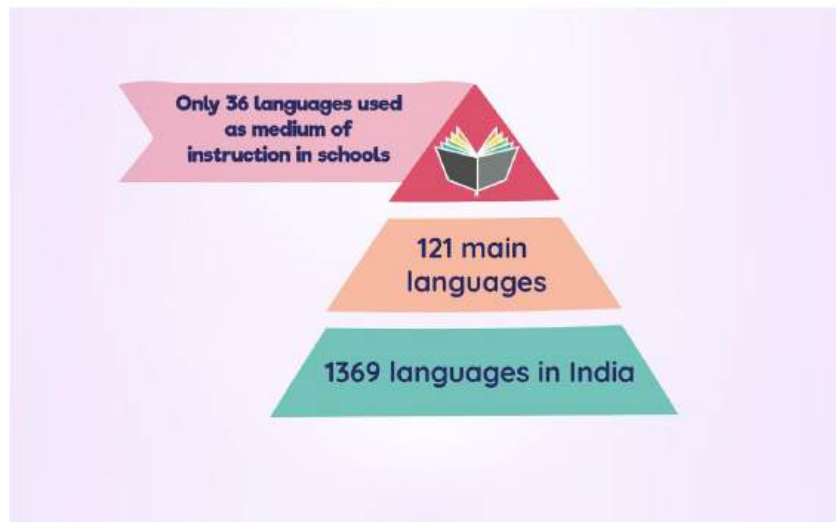 Only 36 languages used
as medium of
instruction in schools
121 main
languages
1369 languages in India